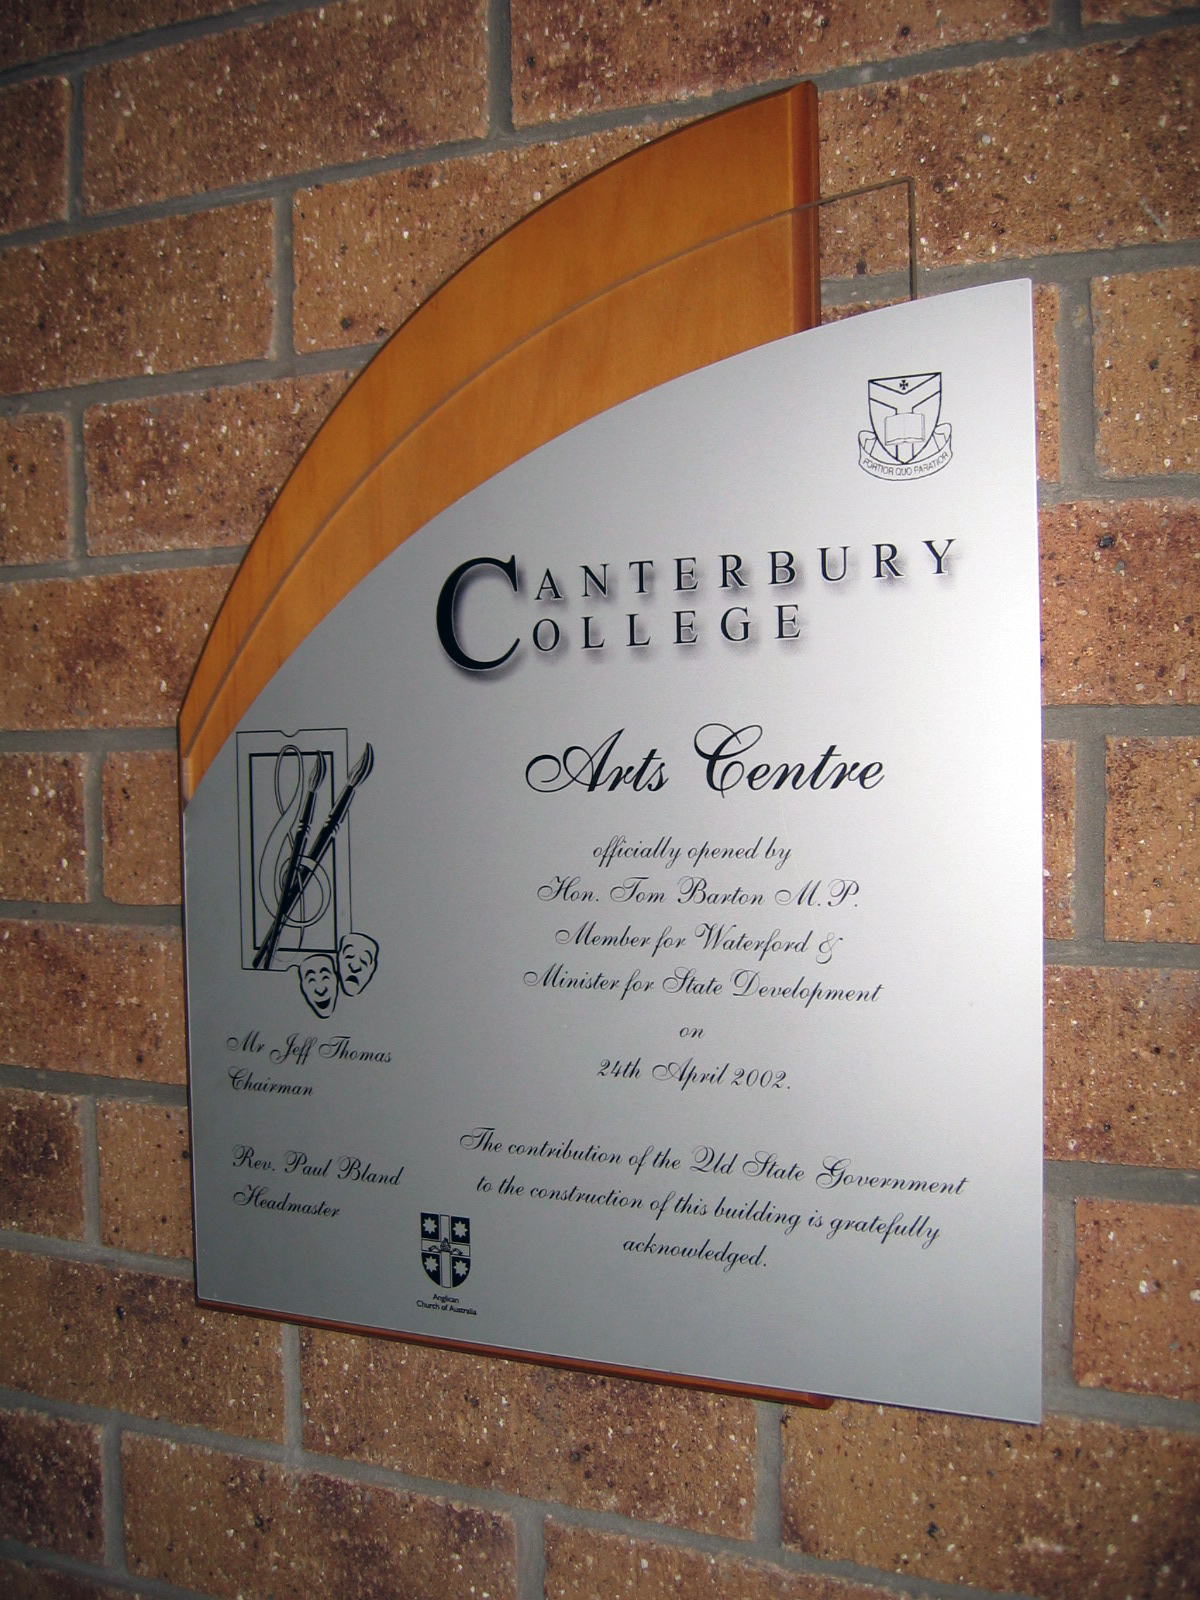 FORTIOR QUO PARATIOR
CANTERBURY
COLLEGE
Arts Centre
officially opened by
Hon. Tom Barton M.P.
Member for Waterford &
Minister for State Development
on
24th April 2002.
Mr Jeff Thomas
Chairman
Rev. Paul Bland
Headmaster
The contribution of the Qld State Government
to the construction of this building is gratefully
acknowledged.
Anglican
Church of Australia